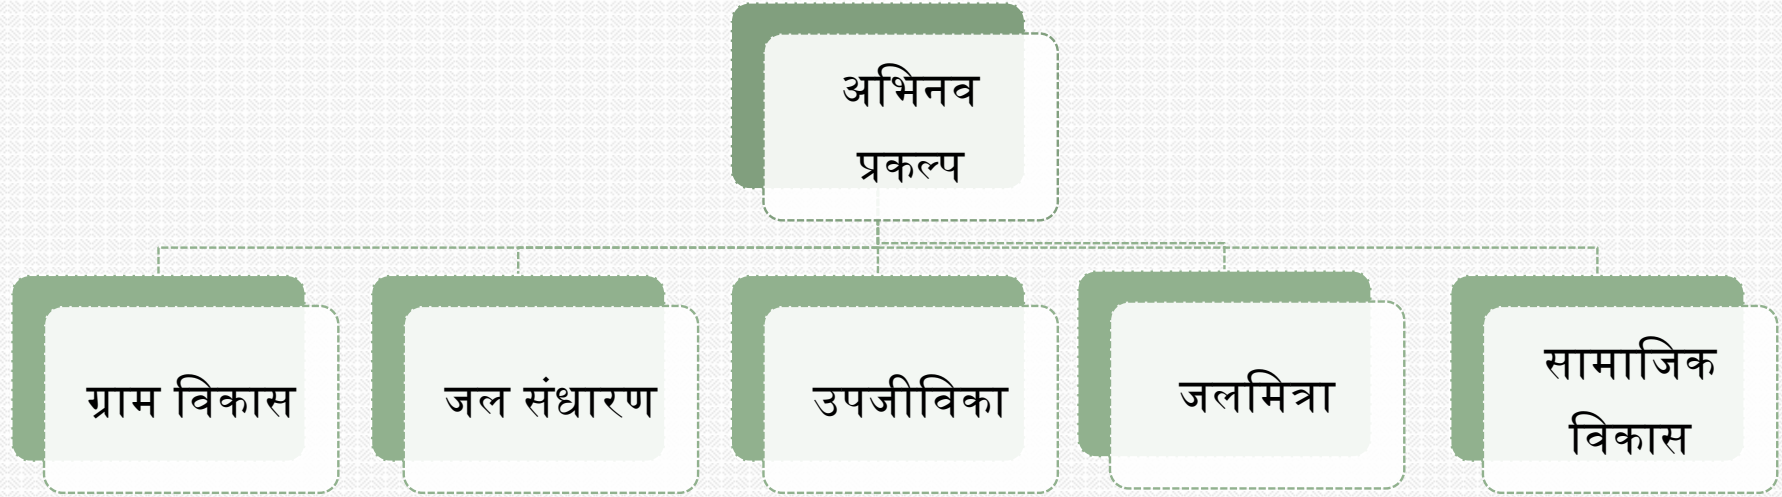 अभिनव
प्रकल्प
ग्राम विकास
जल संधारण
उपजीविका
जलमित्रा
सामाजिक
विकास